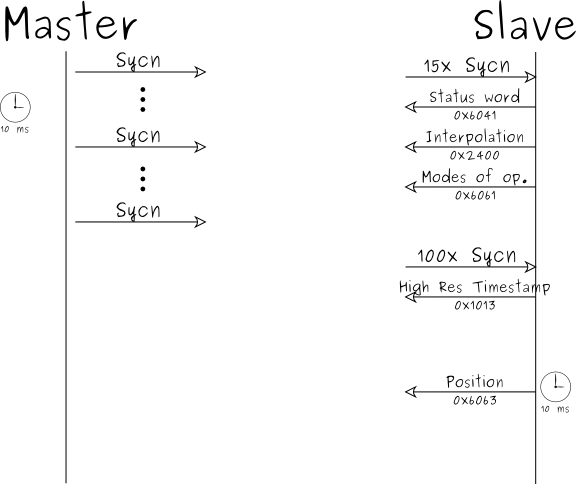 Master
Slave
Sycn
10 ms
Sycn
Sycn
15x Sycn
Status word
0x6041
Interpolation
0x2400
Modes of op.
0x6061
100x Sycn
High Res Timestamp
0x1013
Position
0x6063
10 ms